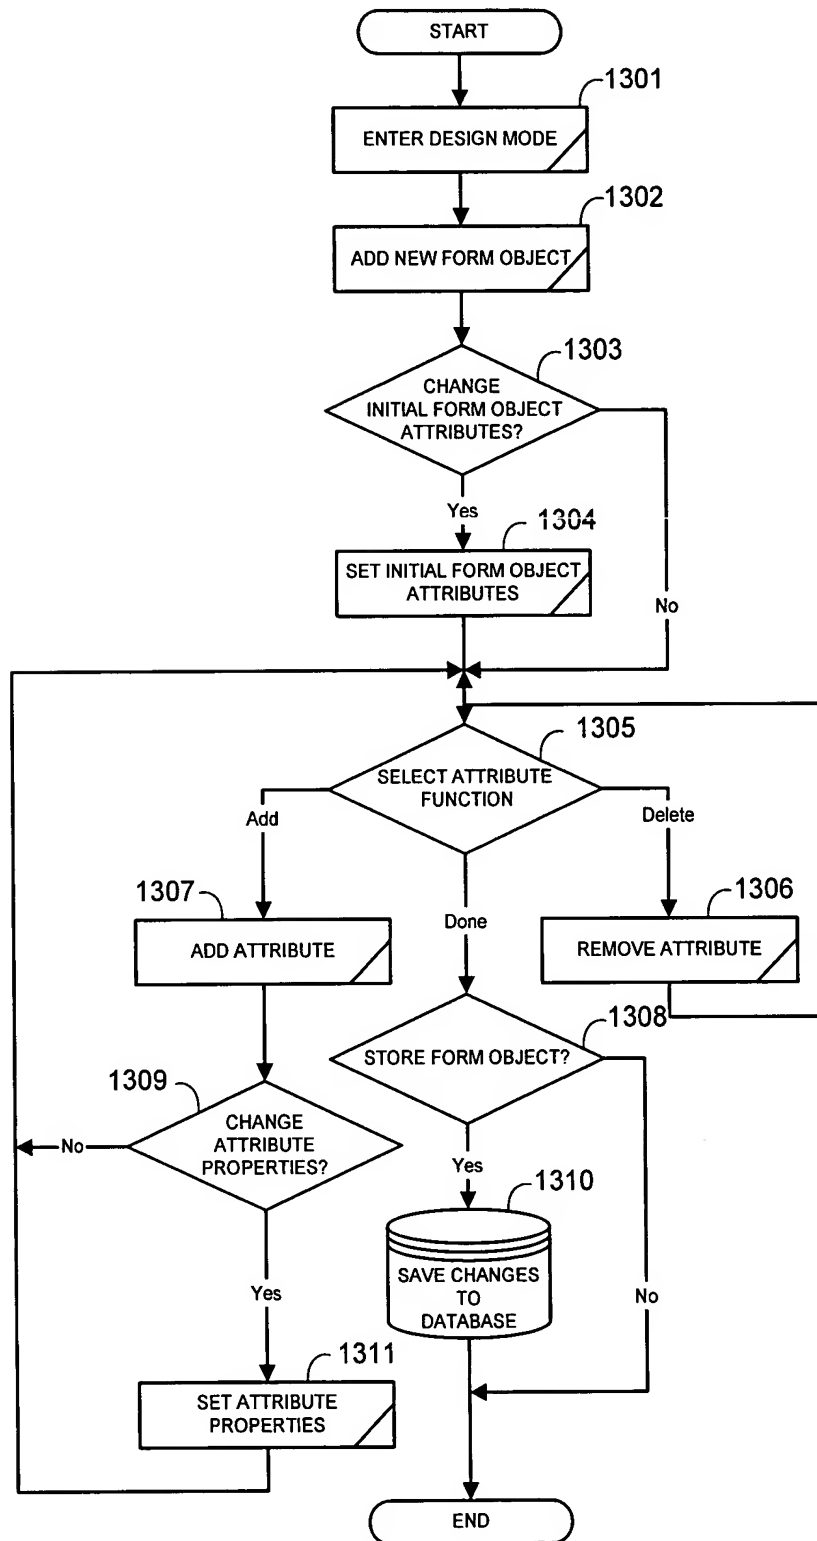 START
1301
ENTER DESIGN MODE
1302
ADD NEW FORM OBJECT
1303
CHANGE
INITIAL FORM OBJECT
ATTRIBUTES?
Yes
1304
SET INITIAL FORM OBJECT
ATTRIBUTES
No
1305
SELECT ATTRIBUTE
FUNCTION
Add
Delete
1307
ADD ATTRIBUTE
Done
1306
REMOVE ATTRIBUTE
1308
STORE FORM OBJECT?
1309
CHANGE
ATTRIBUTE
PROPERTIES?
No
Yes
1310
SAVE CHANGES
TO
DATABASE
Yes
No
1311
SET ATTRIBUTE
PROPERTIES
END